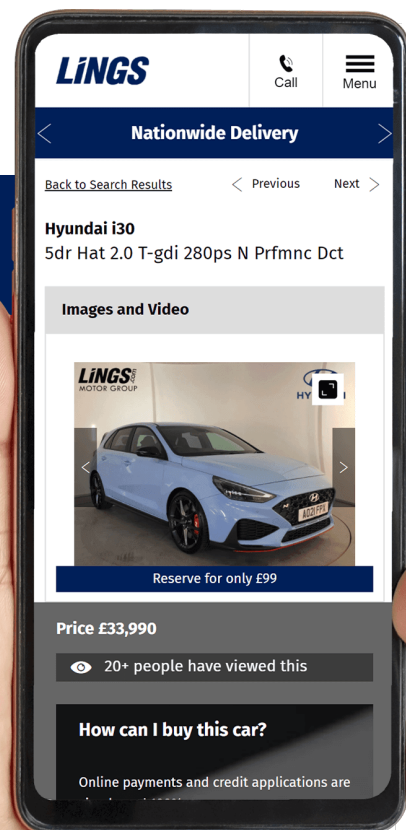 LiNGS
Call
Menu
Nationwide Delivery
Back to Search Results
Previous
Next
Hyundai i30
5dr Hat 2.0 T-gdi 280ps N Prfmnc Dct
Images and Video
LiNGS.com
MOTOR GROUP
AO21FPX
Reserve for only £99
Price £33,990
20+ people have viewed this
How can I buy this car?
Online payments and credit applications are